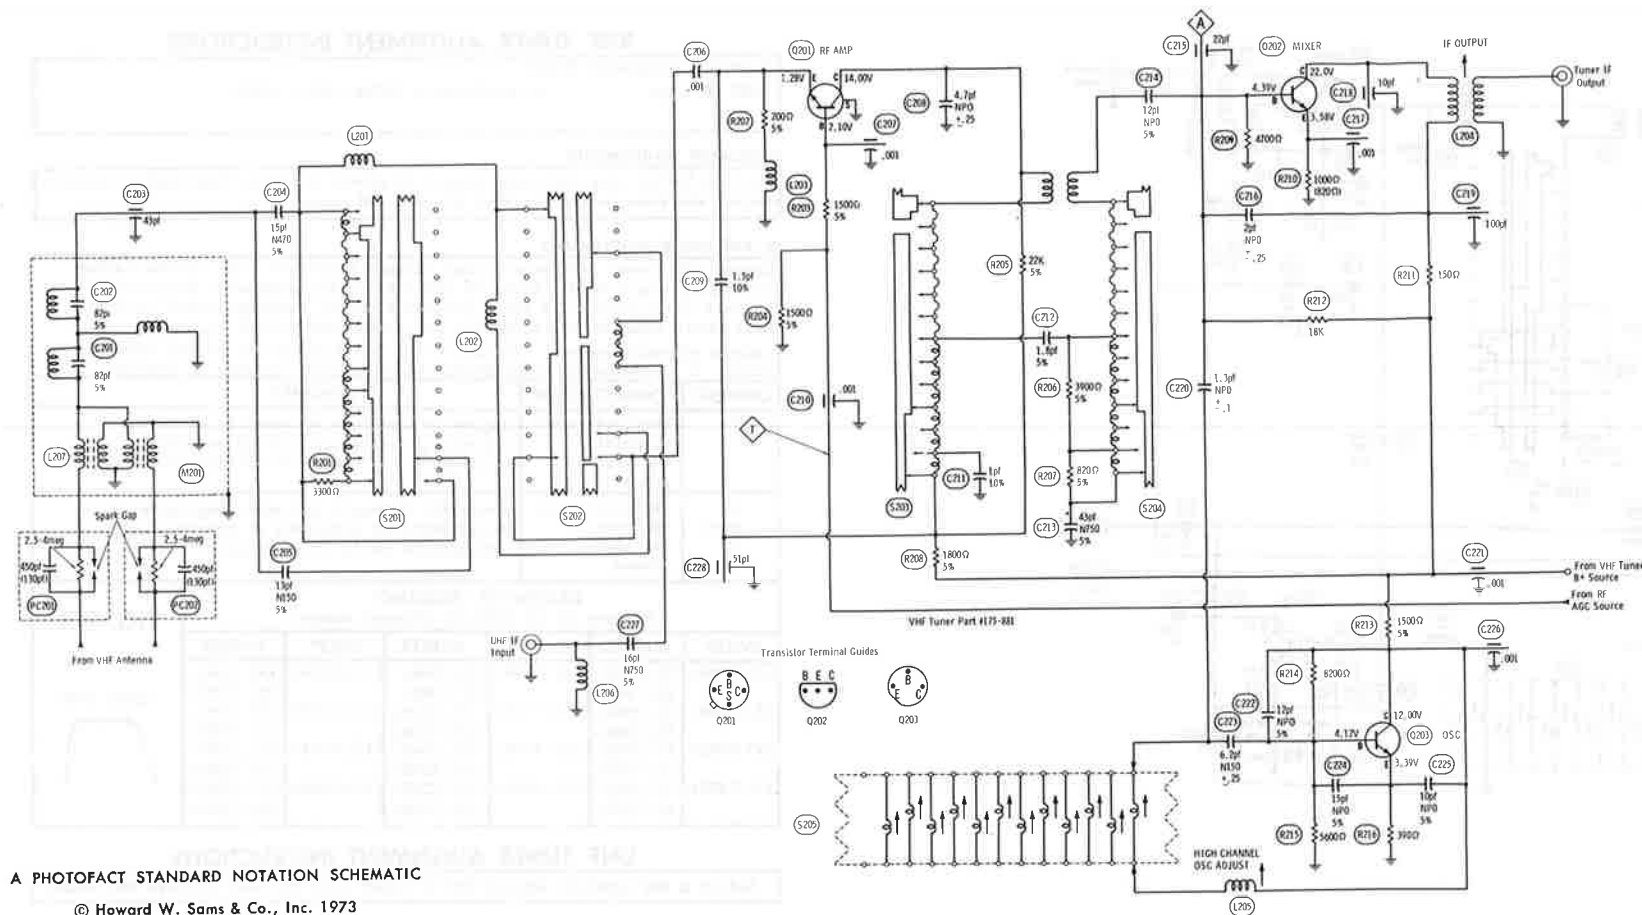 A
C215
22pf
C206
.001
Q201 RF AMP
1.28V E
C 14.00V
S
B 2.10V
R202
200Ω
5%
C208
4.7pf
NPO
±.25
C207
.001
C214
12pf
NPO
5%
Q202 MIXER
C 22.0V
4.39V
B
E 3.58V
R209
4700Ω
C218
10pf
C217
.001
R210
1000Ω
(820Ω)
IF OUTPUT
L204
Tuner IF
Output
L201
C203
43pf
C204
15pf
N470
5%
L203
R203
1500Ω
5%
C216
2pf
NPO
±.25
C219
100pf
R205
22K
5%
R211
150Ω
R212
18K
C209
1.5pf
10%
R204
1500Ω
5%
C202
82pf
5%
C201
82pf
5%
L202
C212
1.8pf
5%
R206
3900Ω
5%
C220
1.3pf
NPO
±.1
C210
.001
T
L207
M201
R201
3300Ω
S201
S202
S203
C211
1pf
10%
R207
820Ω
5%
C213
43pf
N750
5%
S204
Spark Gap
2.5-4meg
2.5-4meg
450pf
(130pf)
450pf
(130pf)
PC201
PC202
From VHF Antenna
C205
13pf
N150
5%
C228
51pf
R208
1800Ω
5%
C221
.001
From VHF Tuner
B+ Source
From RF
AGC Source
VHF Tuner Part #175-881
UHF IF
Input
C227
16pf
N750
5%
L206
Transistor Terminal Guides
B
E C
S
Q201
B E C
Q202
B
E C
Q203
R213
1500Ω
5%
C226
.001
R214
8200Ω
C222
12pf
NPO
5%
C223
6.2pf
N150
±.25
C 12.00V
4.12V
B
Q203 OSC
E 3.39V
C224
15pf
NPO
5%
C225
10pf
NPO
5%
R215
5600Ω
R216
390Ω
S205
HIGH CHANNEL
OSC ADJUST
L205
A PHOTOFACT STANDARD NOTATION SCHEMATIC
© Howard W. Sams & Co., Inc. 1973